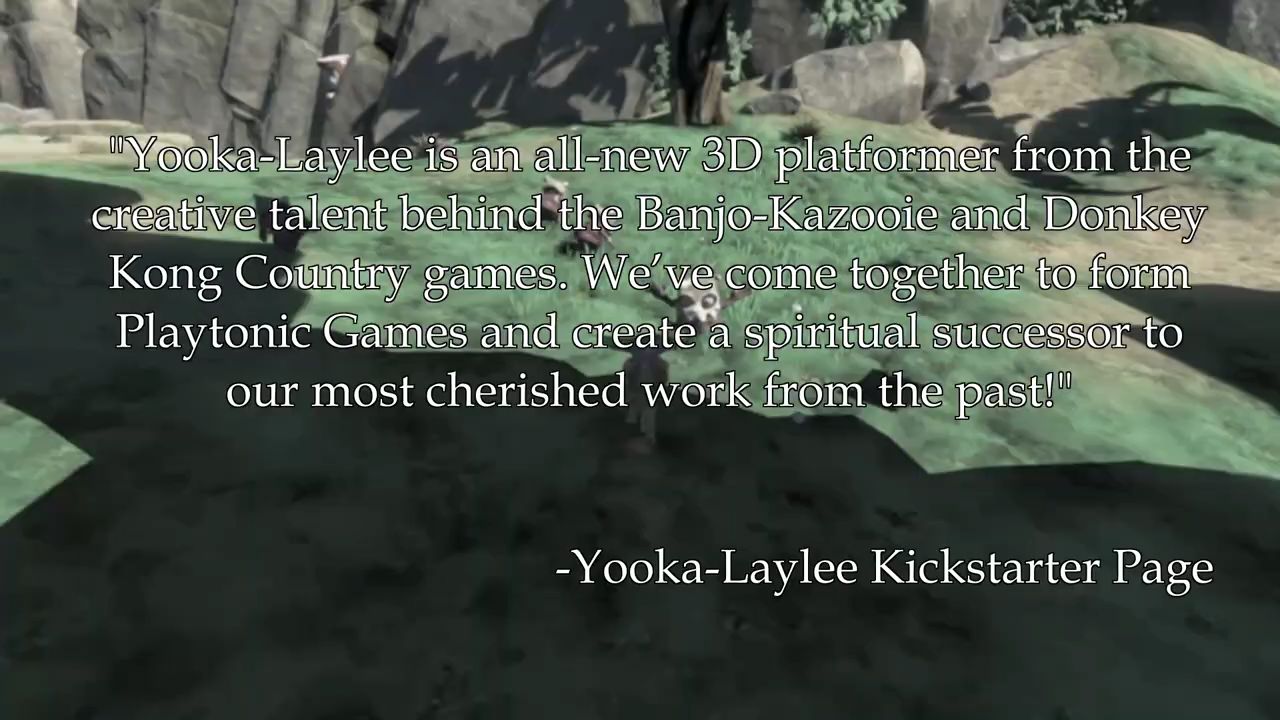 "Yooka-Laylee is an all-new 3D platformer from the
creative talent behind the Banjo-Kazooie and Donkey
Kong Country games. We’ve come together to form
Playtonic Games and create a spiritual successor to
our most cherished work from the past!"
-Yooka-Laylee Kickstarter Page